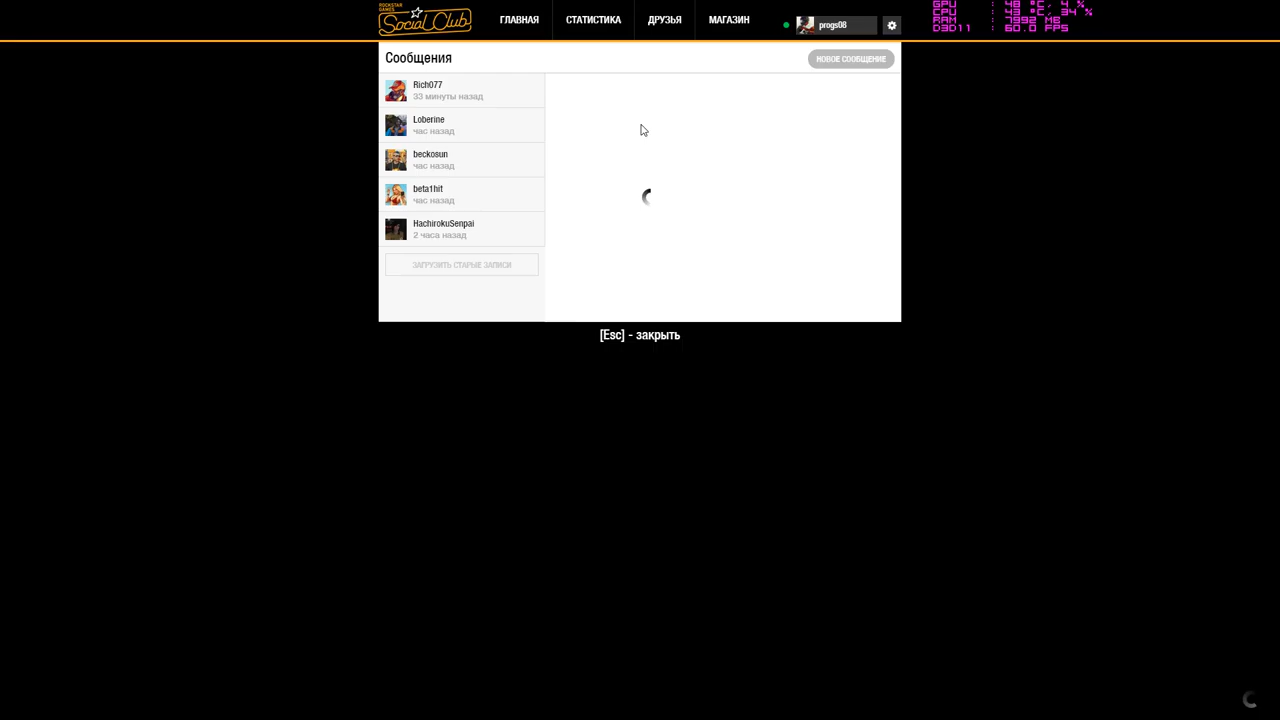 ROCKSTAR GAMES
Social Club
ГЛАВНАЯ
СТАТИСТИКА
ДРУЗЬЯ
МАГАЗИН
progs08
GPU : 48 °C, 4 %
CPU : 43 °C, 34 %
RAM : 7992 MB
D3D11 : 60.0 FPS
Сообщения
НОВОЕ СООБЩЕНИЕ
Rich077
33 минуты назад
Loberine
час назад
beckosun
час назад
beta1hit
час назад
HachirokuSenpai
2 часа назад
ЗАГРУЗИТЬ СТАРЫЕ ЗАПИСИ
[Esc] - закрыть